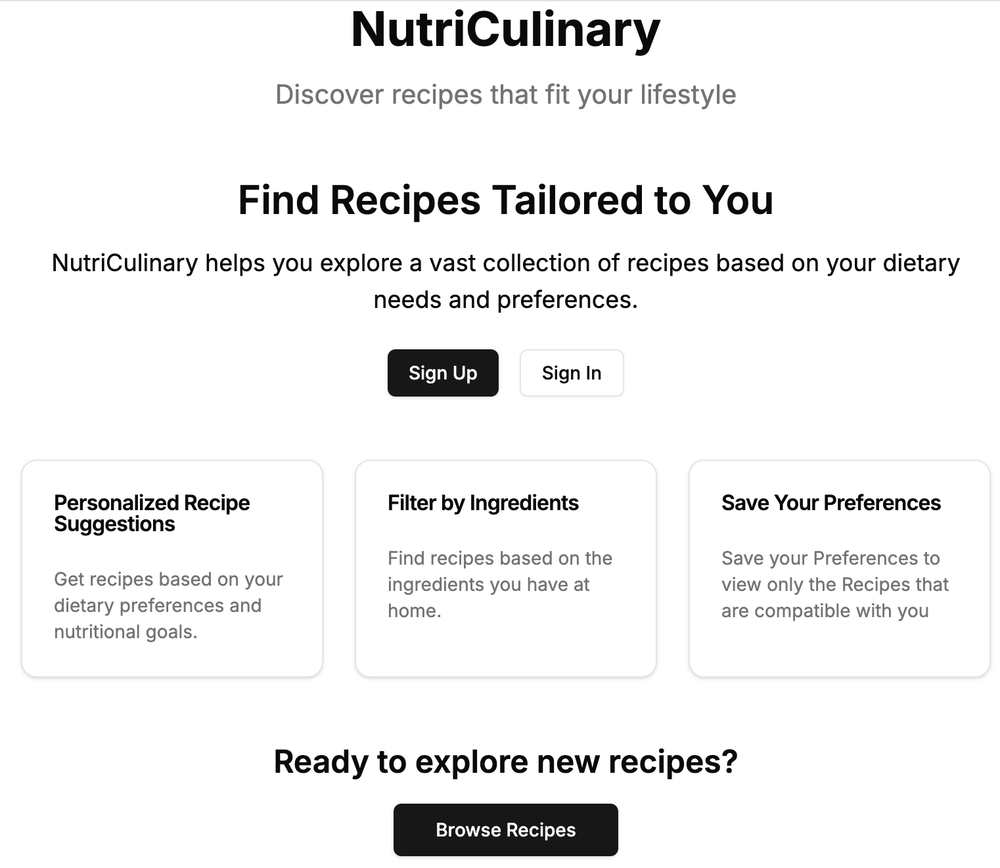 NutriCulinary
Discover recipes that fit your lifestyle
Find Recipes Tailored to You
NutriCulinary helps you explore a vast collection of recipes based on your dietary
needs and preferences.
Sign Up
Sign In
Personalized Recipe
Suggestions
Get recipes based on your
dietary preferences and
nutritional goals.
Filter by Ingredients
Find recipes based on the
ingredients you have at
home.
Save Your Preferences
Save your Preferences to
view only the Recipes that
are compatible with you
Ready to explore new recipes?
Browse Recipes